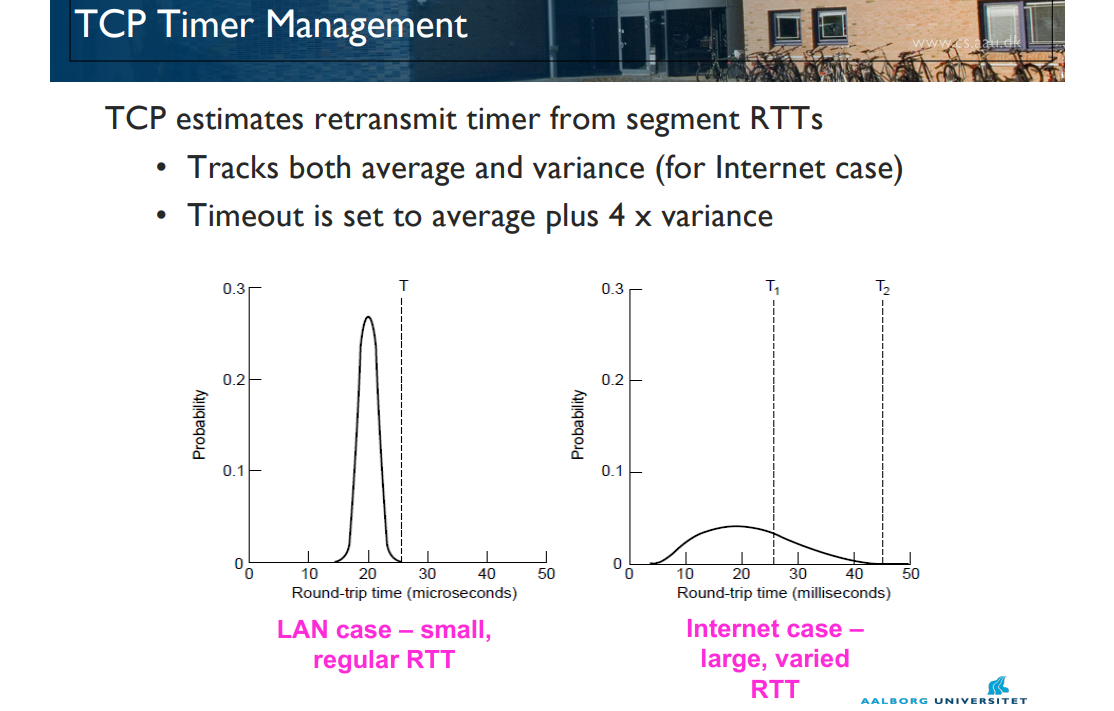 TCP Timer Management
www.cs.aau.dk
TCP estimates retransmit timer from segment RTTs
• Tracks both average and variance (for Internet case)
• Timeout is set to average plus 4 x variance
0.3
T
0.2
0.1
0
Probability
0 10 20 30 40 50
Round-trip time (microseconds)
LAN case – small,
regular RTT
0.3
T₁
T₂
0.2
0.1
0
Probability
0 10 20 30 40 50
Round-trip time (milliseconds)
Internet case –
large, varied
RTT
AALBORG UNIVERSITET